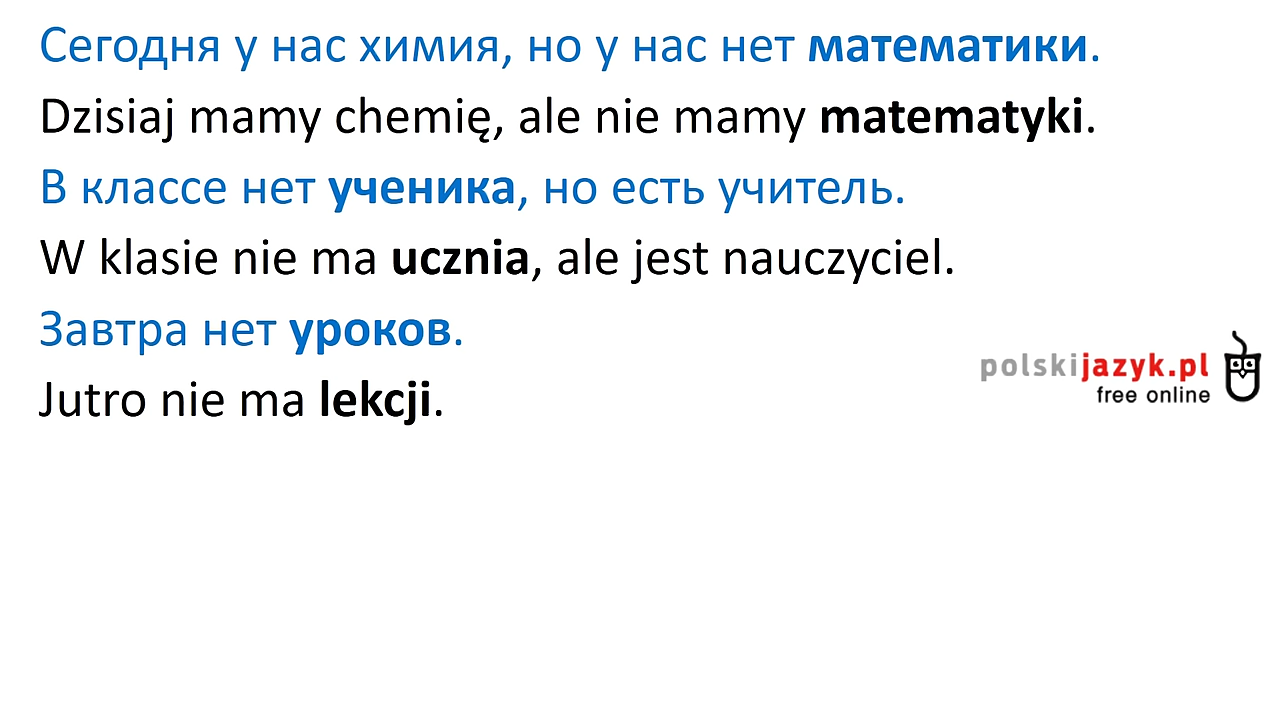 Сегодня у нас химия, но у нас нет математики.
Dzisiaj mamy chemię, ale nie mamy matematyki.
В классе нет ученика, но есть учитель.
W klasie nie ma ucznia, ale jest nauczyciel.
Завтра нет уроков.
polskijazyk.pl
free online
Jutro nie ma lekcji.